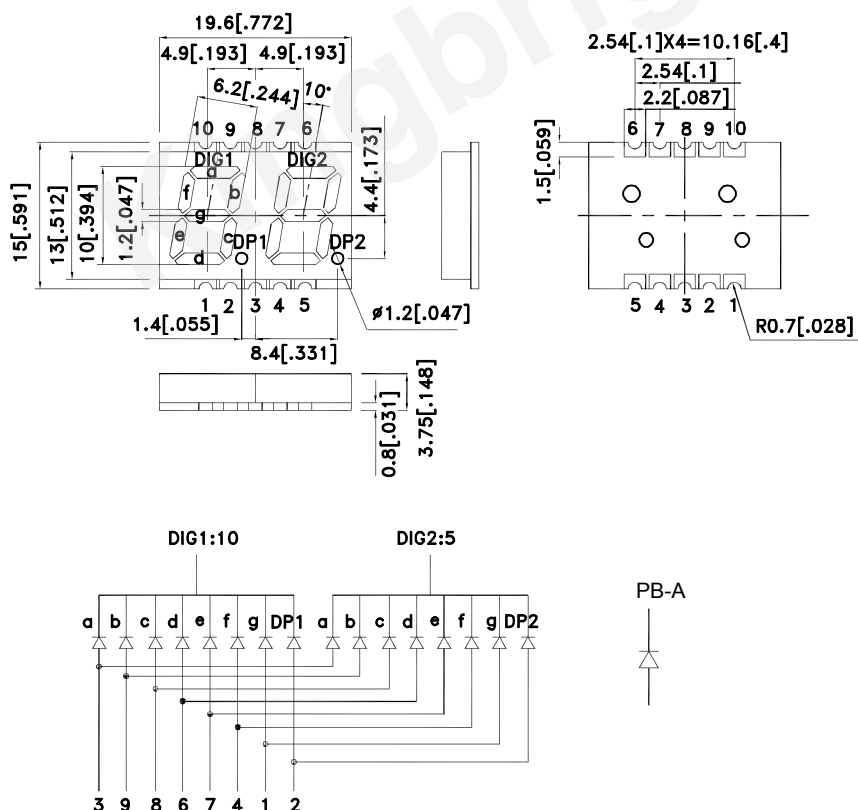 Kingbright
19.6[.772]
4.9[.193] 4.9[.193]
6.2[.244] 10°
10 9 8 7 6
DIG1 DIG2
a
f b
g
e c
d
DP1 DP2
15[.591]
13[.512]
10[.394]
1.2[.047]
4.4[.173]
1 2 3 4 5
1.4[.055]
8.4[.331]
ø1.2[.047]
0.8[.031]
3.75[.148]
2.54[.1]X4=10.16[.4]
2.54[.1]
2.2[.087]
6 7 8 9 10
1.5[.059]
5 4 3 2 1
R0.7[.028]
DIG1:10 DIG2:5
a b c d e f g DP1 a b c d e f g DP2
3 9 8 6 7 4 1 2
PB-A